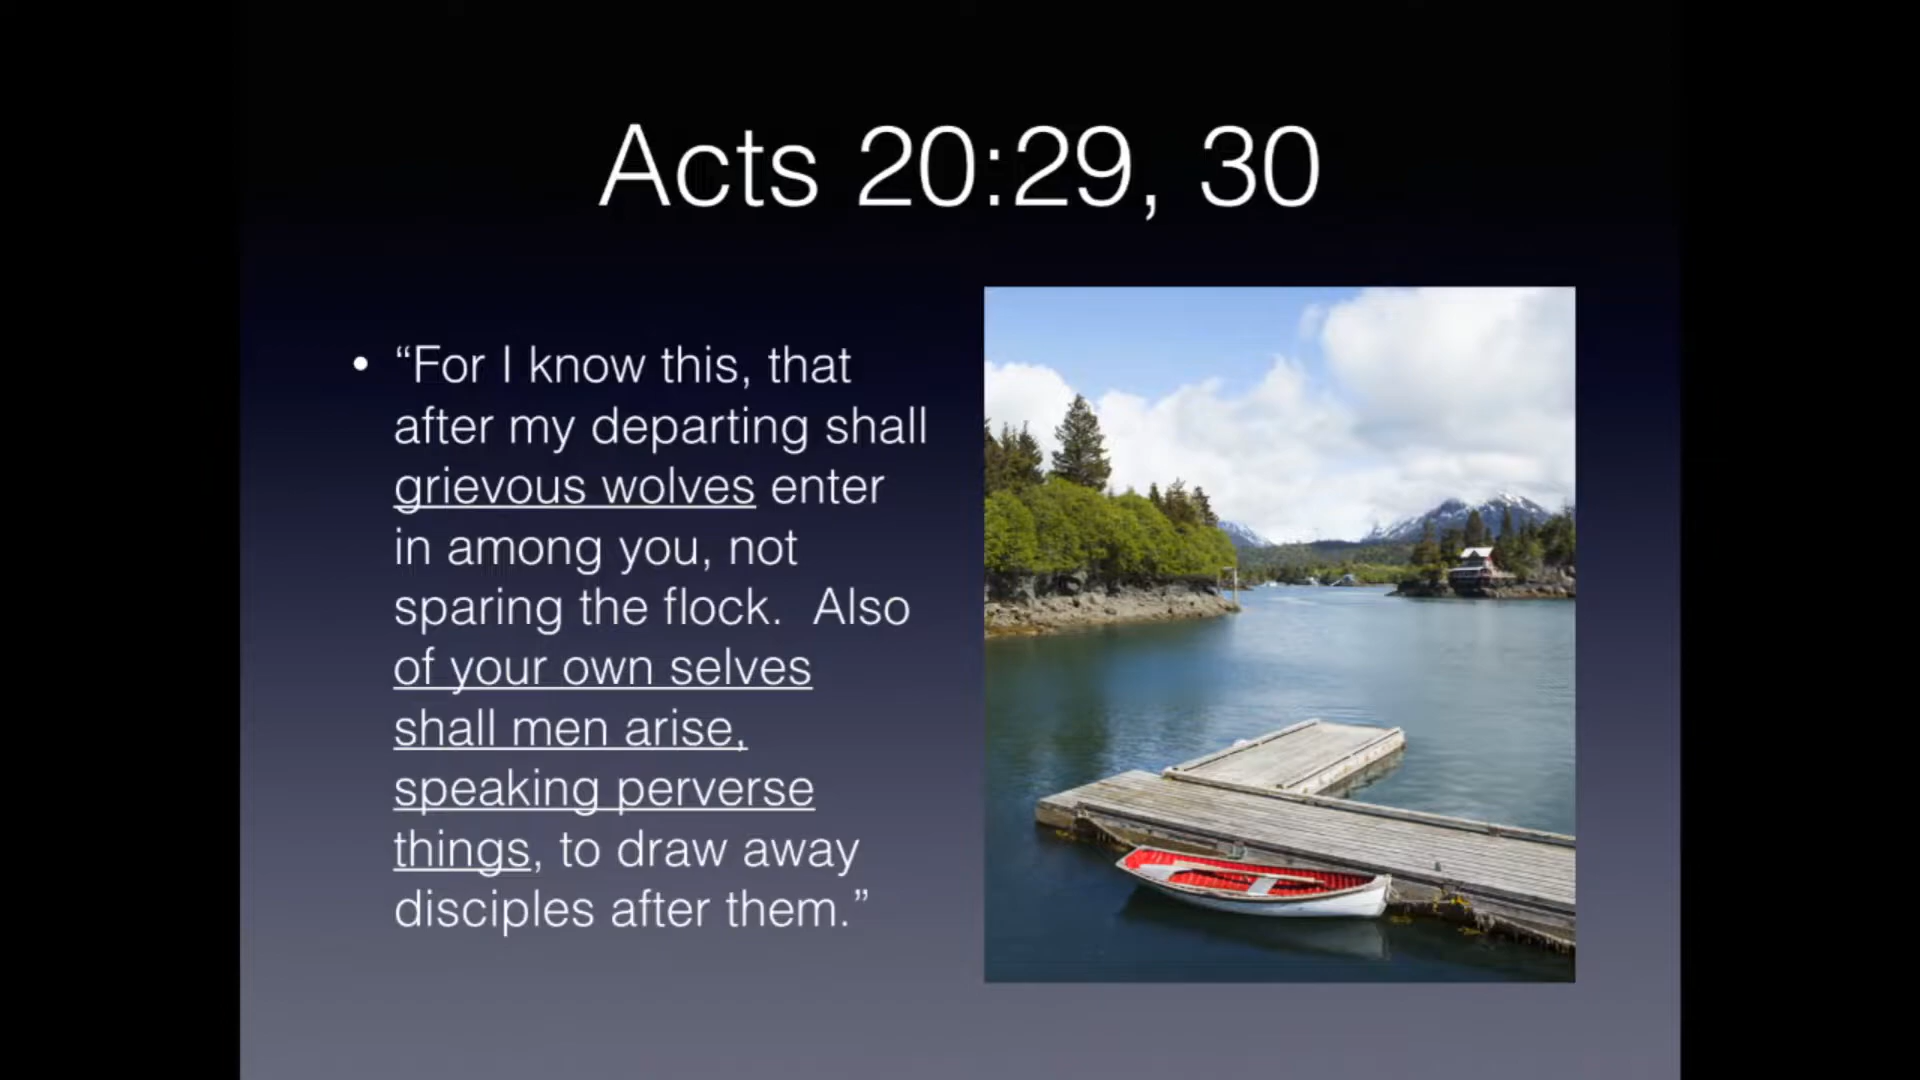 Acts 20:29, 30
• “For I know this, that
after my departing shall
grievous wolves enter
in among you, not
sparing the flock.  Also
of your own selves
shall men arise,
speaking perverse
things, to draw away
disciples after them.”